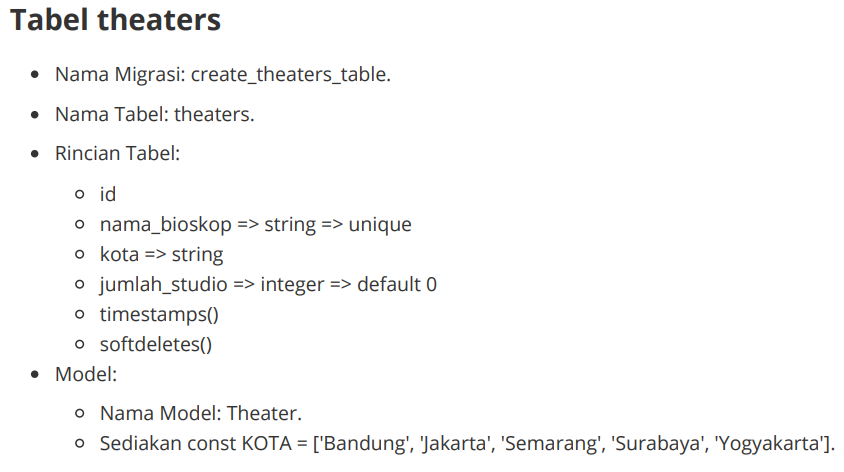 Tabel theaters
• Nama Migrasi: create_theaters_table.
• Nama Tabel: theaters.
• Rincian Tabel:
○ id
○ nama_bioskop => string => unique
○ kota => string
○ jumlah_studio => integer => default 0
○ timestamps()
○ softdeletes()
• Model:
○ Nama Model: Theater.
○ Sediakan const KOTA = ['Bandung', 'Jakarta', 'Semarang', 'Surabaya', 'Yogyakarta'].